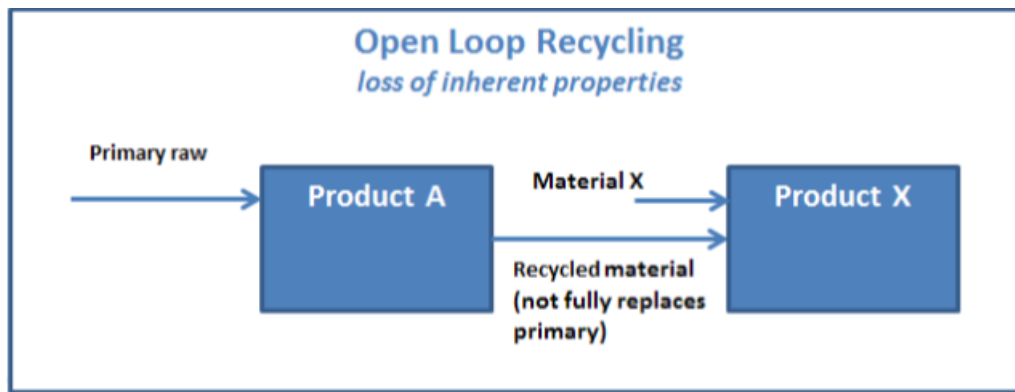 Open Loop Recycling
loss of inherent properties
Primary raw
Product A
Material X
Product X
Recycled material
(not fully replaces
primary)